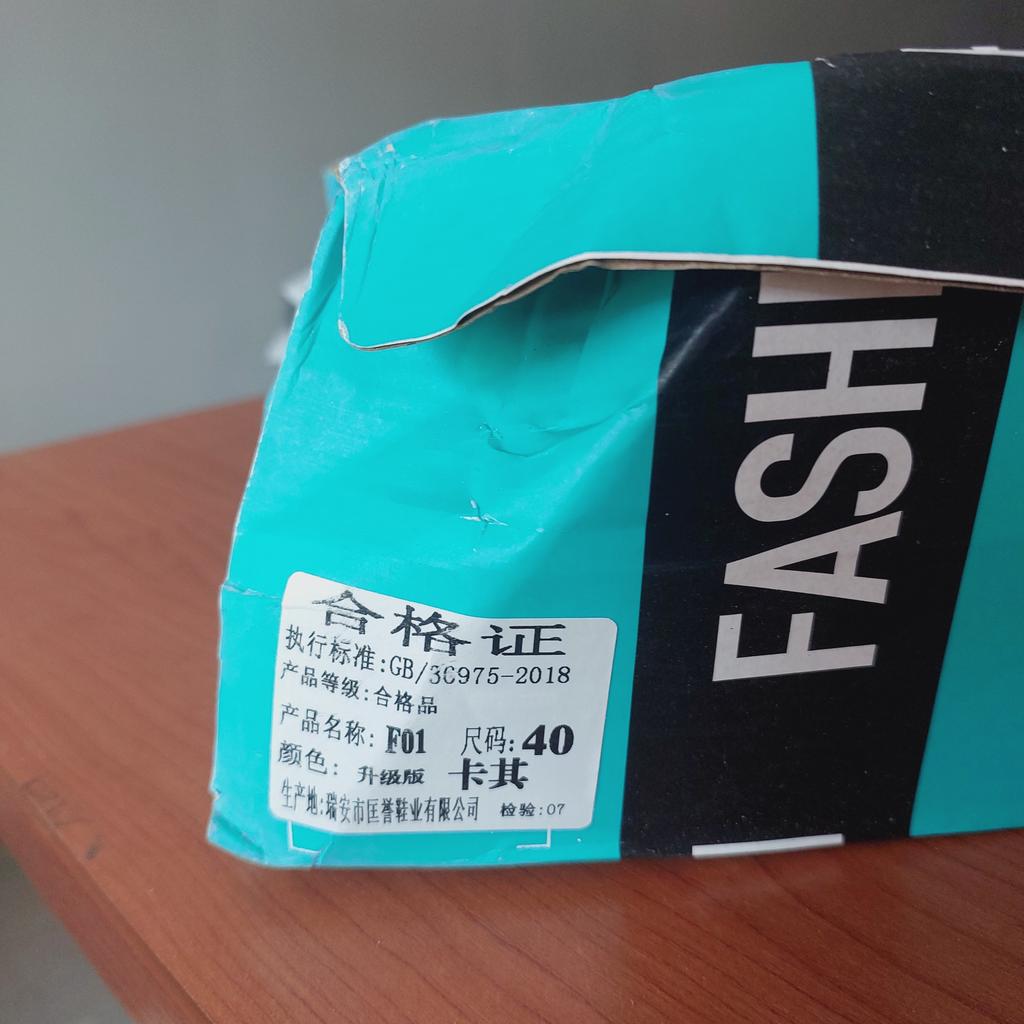 合格证
执行标准:GB/3C975-2018
产品等级:合格品
产品名称: F01 尺码: 40
颜色: 升级版 卡其
生产地:瑞安市匡誉鞋业有限公司 检验:07
FASHI